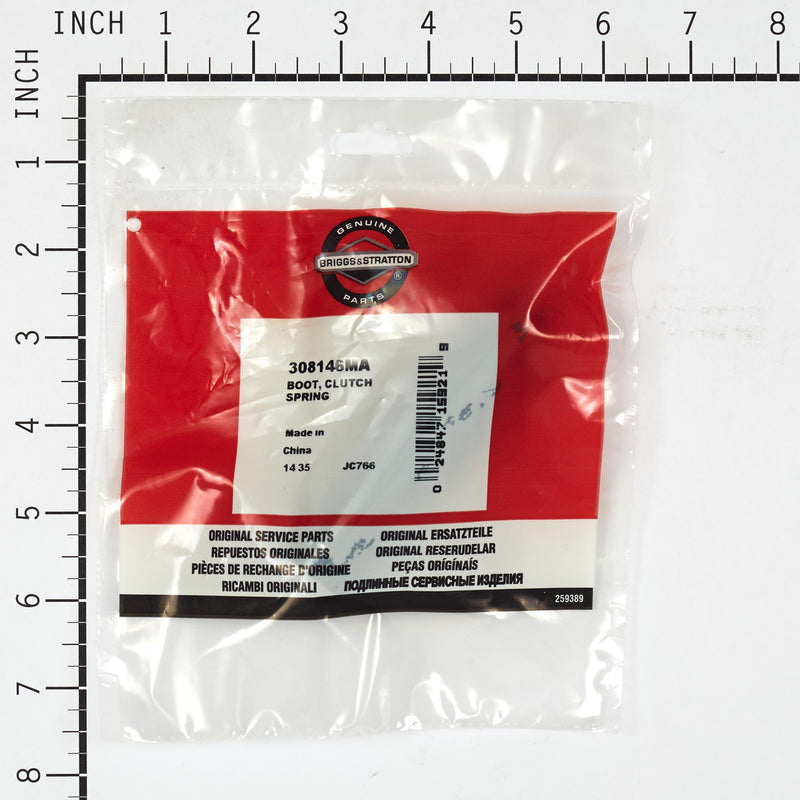 INCH 1 2 3 4 5 6 7 8
INCH 1 2 3 4 5 6 7 8
GENUINE
BRIGGS&STRATTON
®
PARTS
308146MA
BOOT, CLUTCH
SPRING
Made in
China
14 35 JC766
0 24847 15921 9
ORIGINAL SERVICE PARTS
REPUESTOS ORIGINALES
PIÈCES DE RECHANGE D'ORIGINE
RICAMBI ORIGINALI
ORIGINAL ERSATZTEILE
ORIGINAL RESERUDELAR
PEÇAS ORÍGÍNAIS
ПОДЛИННЫЕ СЕРВИСНЫЕ ИЗДЕЛИЯ
259389